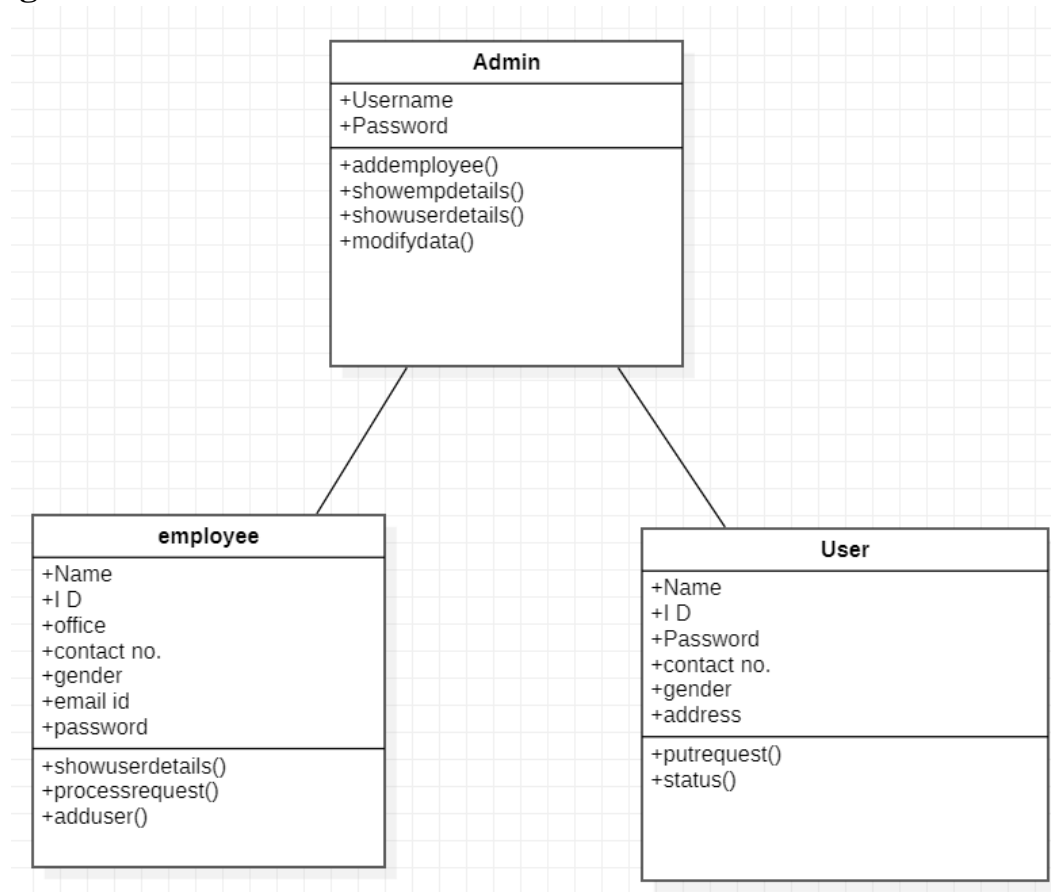 Admin
+Username
+Password
+addemployee()
+showempdetails()
+showuserdetails()
+modifydata()
employee
+Name
+I D
+office
+contact no.
+gender
+email id
+password
+showuserdetails()
+processrequest()
+adduser()
User
+Name
+I D
+Password
+contact no.
+gender
+address
+putrequest()
+status()